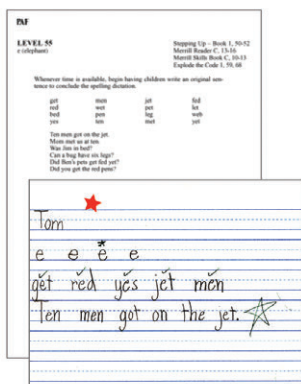 PAF
LEVEL 55
e (elephant)
Stepping Up – Book 1, 50-52
Merrill Reader C, 13-16
Merrill Skills Book C, 10-13
Explode the Code 1, 59, 68
Whenever time is available, begin having children write an original sen-
tence to conclude the spelling dictation.
get men jet fed
red wet pet let
bed pen leg web
yes ten met yet
Ten men got on the jet.
Mom met us at ten.
Was Jim in bed?
Can a bug have six legs?
Did Ben's pets get fed yet?
Did you get the red pens?
Tom
e e e e
gĕt rĕd yĕs jĕt mĕn
Ten men got on the jet.